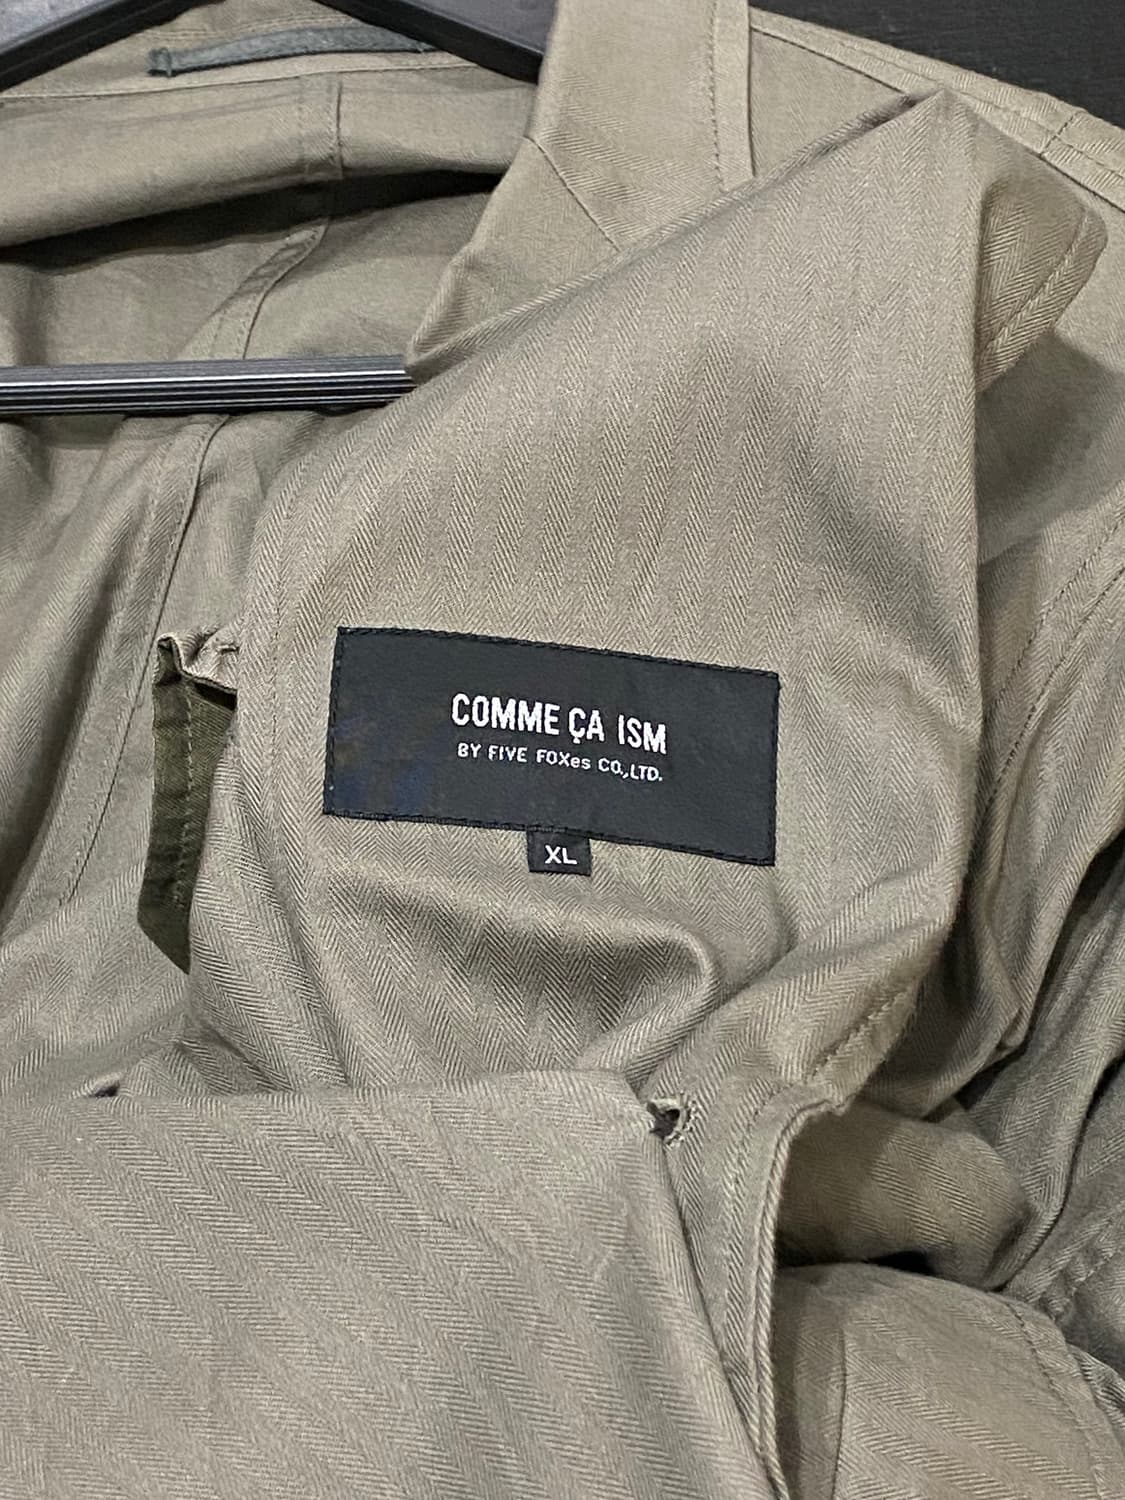 COMME ÇA ISM
BY FIVE FOXes CO.,LTD.
XL